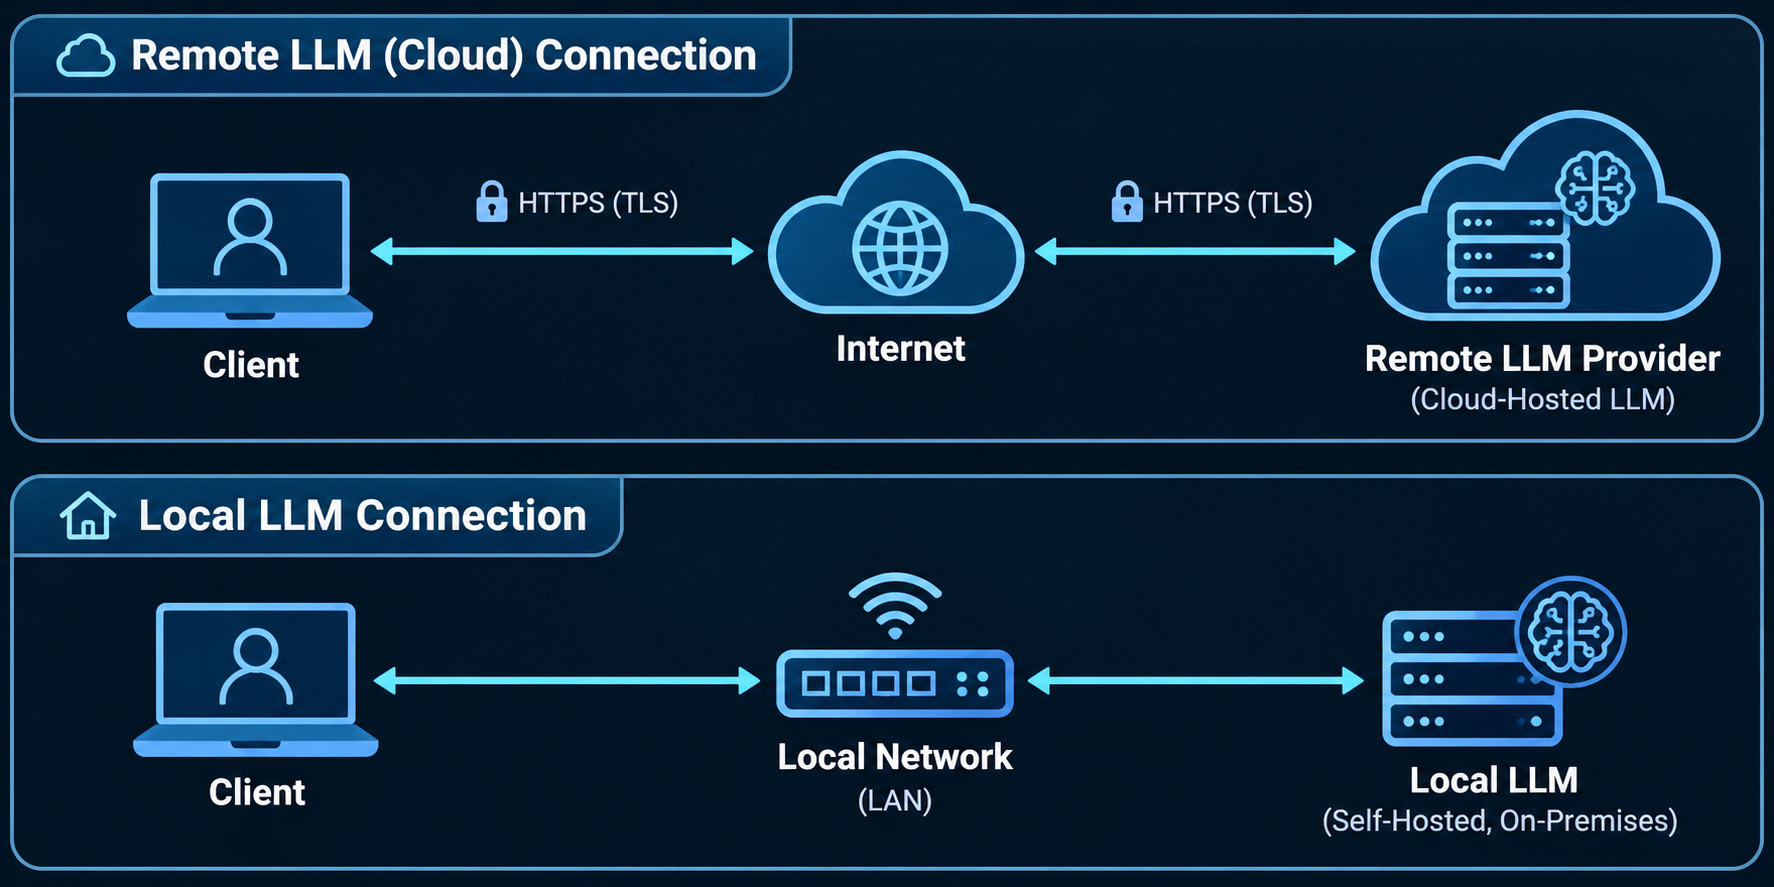 Remote LLM (Cloud) Connection
HTTPS (TLS)
HTTPS (TLS)
Client
Internet
Remote LLM Provider
(Cloud-Hosted LLM)
Local LLM Connection
Client
Local Network
(LAN)
Local LLM
(Self-Hosted, On-Premises)